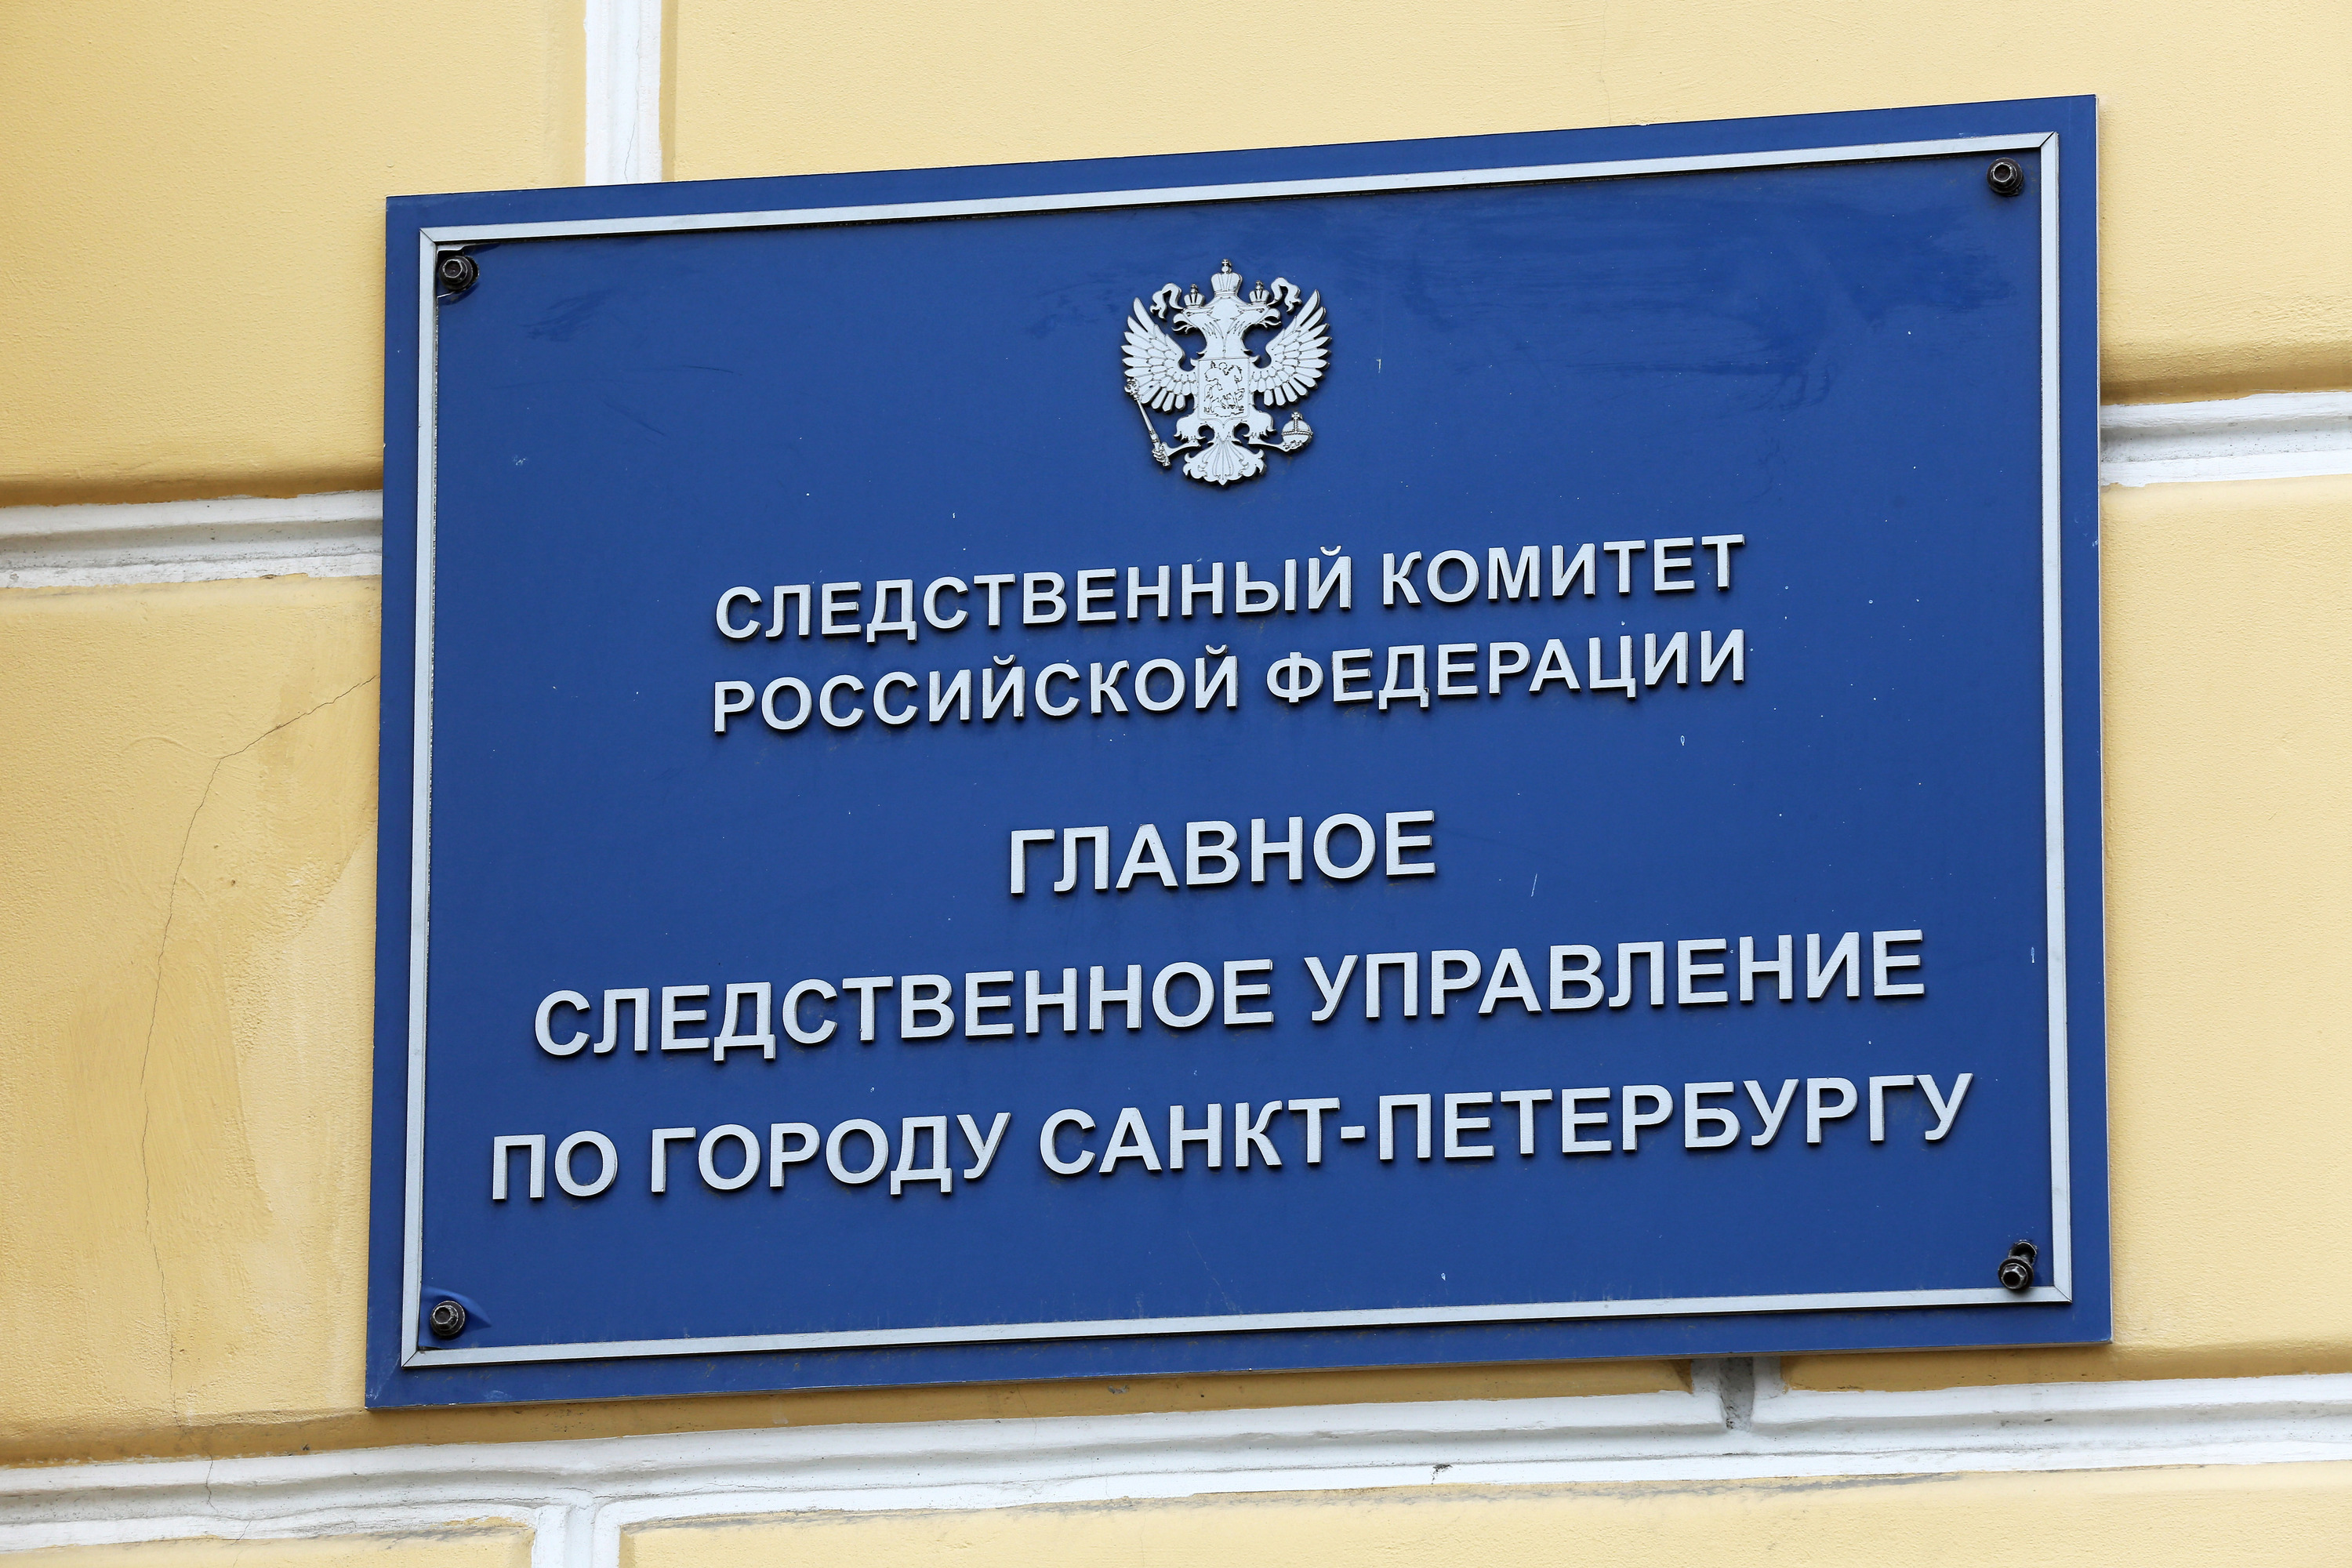 СЛЕДСТВЕННЫЙ КОМИТЕТ
РОССИЙСКОЙ ФЕДЕРАЦИИ
ГЛАВНОЕ
СЛЕДСТВЕННОЕ УПРАВЛЕНИЕ
ПО ГОРОДУ САНКТ-ПЕТЕРБУРГУ